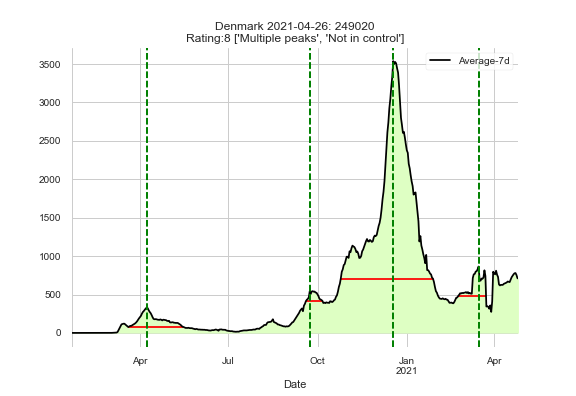 Denmark 2021-04-26: 249020
Rating:8 ['Multiple peaks', 'Not in control']
Average-7d
3500
3000
2500
2000
1500
1000
500
0
Apr
Jul
Oct
Jan
2021
Apr
Date